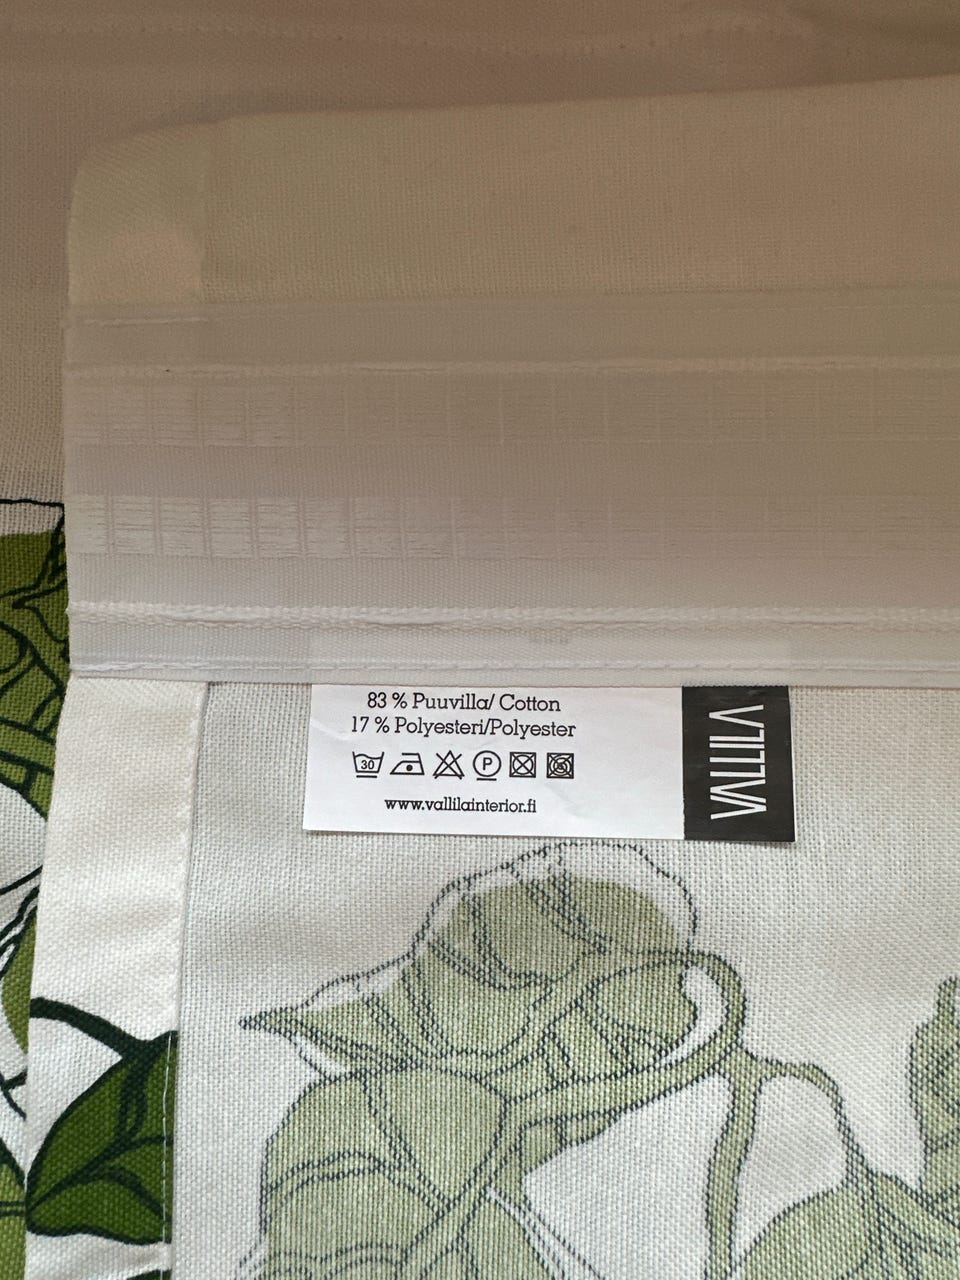 83 % Puuvilla/ Cotton
17 % Polyesteri/Polyester
30 P
www.vallilainterior.fi
VALLILA